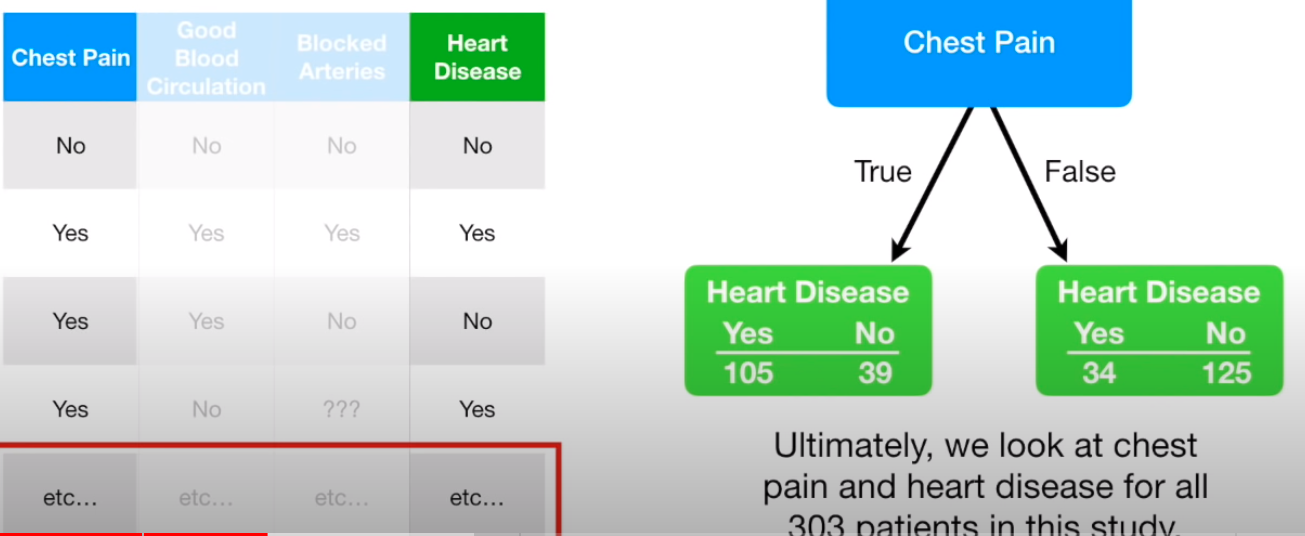 Chest Pain
Good
Blood
Circulation
Blocked
Arteries
Heart
Disease
No No No No
Yes Yes Yes Yes
Yes Yes No No
Yes No ??? Yes
etc... etc... etc... etc...
Chest Pain
True False
Heart Disease
Yes No
105 39
Heart Disease
Yes No
34 125
Ultimately, we look at chest
pain and heart disease for all
303 patients in this study.